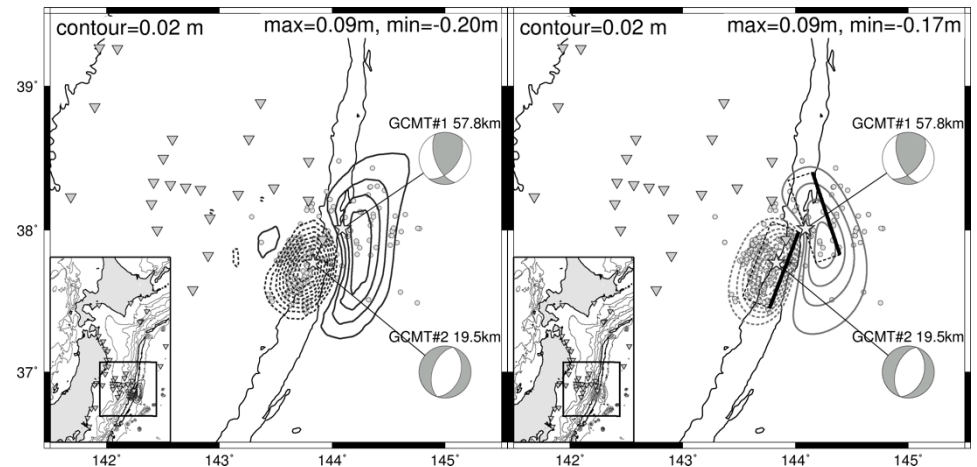 contour=0.02 m
max=0.09m, min=-0.20m
contour=0.02 m
max=0.09m, min=-0.17m
39°
GCMT#1 57.8km
GCMT#1 57.8km
38°
GCMT#2 19.5km
GCMT#2 19.5km
37°
142°
143°
144°
145°
142°
143°
144°
145°